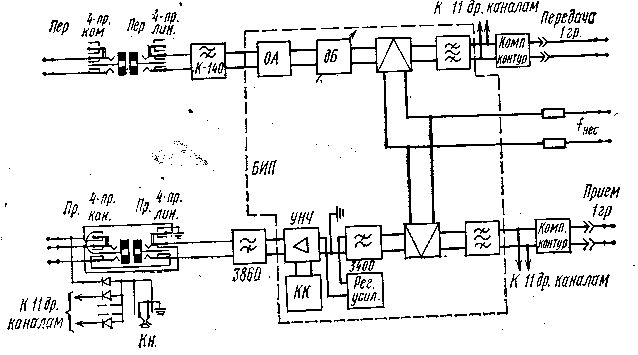 К 11 др. каналам
Передача
1 гр.
Пер
4-пр.
ком
Пер.
4-пр.
лин.
К-140
ОА
дБ
Комп.
контур
fнес
БИП
Прием
1 гр
Пр.
4-пр.
кан.
Пр.
4-пр.
лин.
УНЧ
Комп.
контур.
3860
3400
КК
Рег.
усил.
К 11 др. каналам
К 11 др.
каналам
Кн.